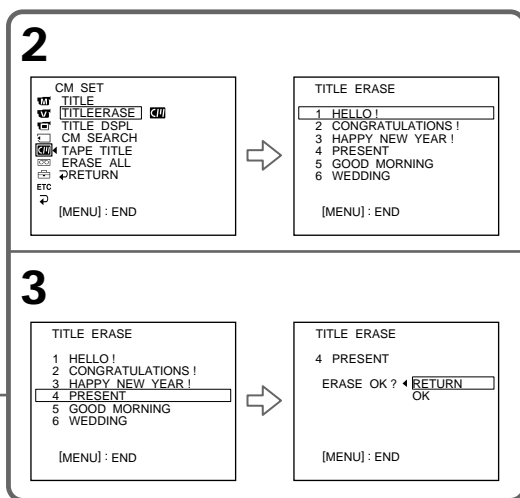 2
CM SET
TITLE
TITLEERASE
TITLE DSPL
CM SEARCH
TAPE TITLE
ERASE ALL
RETURN
ETC
[MENU] : END
TITLE ERASE
1 HELLO !
2 CONGRATULATIONS !
3 HAPPY NEW YEAR !
4 PRESENT
5 GOOD MORNING
6 WEDDING
[MENU] : END
3
TITLE ERASE
1 HELLO !
2 CONGRATULATIONS !
3 HAPPY NEW YEAR !
4 PRESENT
5 GOOD MORNING
6 WEDDING
[MENU] : END
TITLE ERASE
4 PRESENT
ERASE OK ? RETURN
OK
[MENU] : END